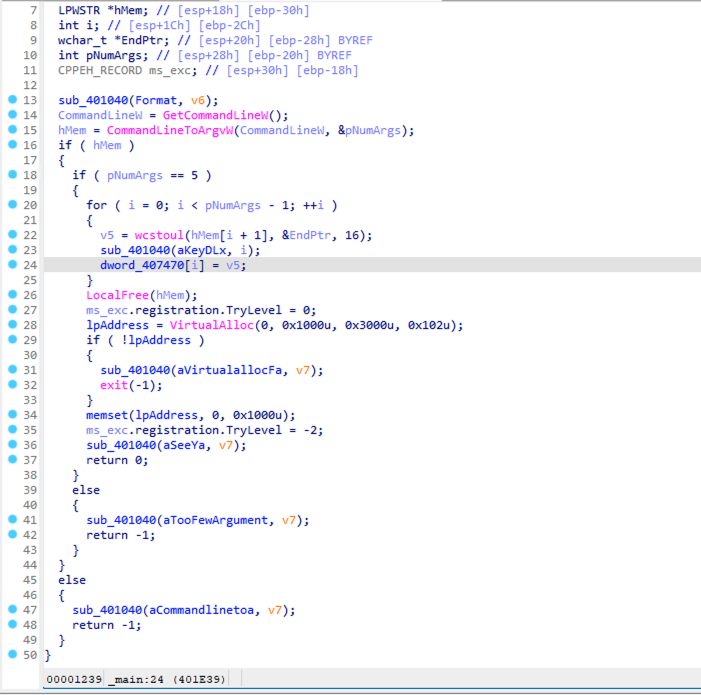 7 LPWSTR *hMem; // [esp+18h] [ebp-30h]
8 int i; // [esp+1Ch] [ebp-2Ch]
9 wchar_t *EndPtr; // [esp+20h] [ebp-28h] BYREF
10 int pNumArgs; // [esp+28h] [ebp-20h] BYREF
11 CPPEH_RECORD ms_exc; // [esp+30h] [ebp-18h]
12
13 sub_401040(Format, v6);
14 CommandLineW = GetCommandLineW();
15 hMem = CommandLineToArgvW(CommandLineW, &pNumArgs);
16 if ( hMem )
17 {
18 if ( pNumArgs == 5 )
19 {
20 for ( i = 0; i < pNumArgs - 1; ++i )
21 {
22 v5 = wcstoul(hMem[i + 1], &EndPtr, 16);
23 sub_401040(aKeyDLx, i);
24 dword_407470[i] = v5;
25 }
26 LocalFree(hMem);
27 ms_exc.registration.TryLevel = 0;
28 lpAddress = VirtualAlloc(0, 0x1000u, 0x3000u, 0x102u);
29 if ( !lpAddress )
30 {
31 sub_401040(aVirtualallocFa, v7);
32 exit(-1);
33 }
34 memset(lpAddress, 0, 0x1000u);
35 ms_exc.registration.TryLevel = -2;
36 sub_401040(aSeeYa, v7);
37 return 0;
38 }
39 else
40 {
41 sub_401040(aTooFewArgument, v7);
42 return -1;
43 }
44 }
45 else
46 {
47 sub_401040(aCommandlinetoa, v7);
48 return -1;
49 }
50 }
00001239 _main:24 (401E39)